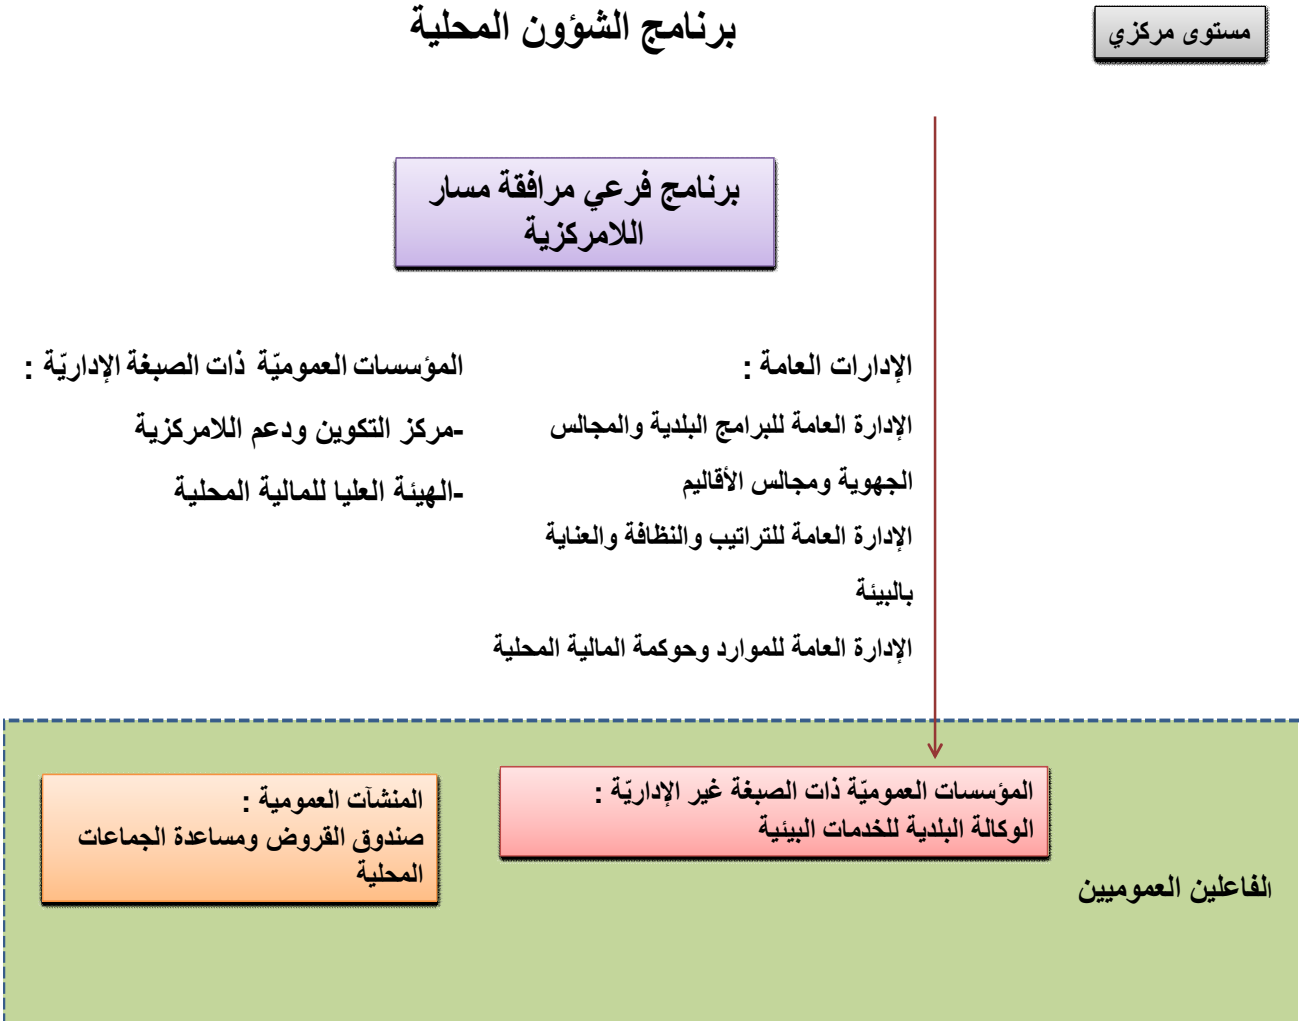 مستوى مركزي
برنامج الشؤون المحلية
برنامج فرعي مرافقة مسار
اللامركزية
الإدارات العامة :
الإدارة العامة للبرامج البلدية والمجالس
الجهوية ومجالس الأقاليم
الإدارة العامة للتراتيب والنظافة والعناية
بالبيئة
الإدارة العامة للموارد وحوكمة المالية المحلية
المؤسسات العموميّة ذات الصبغة الإداريّة :
-مركز التكوين ودعم اللامركزية
-الهيئة العليا للمالية المحلية
المؤسسات العموميّة ذات الصبغة غير الإداريّة :
الوكالة البلدية للخدمات البيئية
المنشآت العمومية :
صندوق القروض ومساعدة الجماعات
المحلية
الفاعلين العموميين